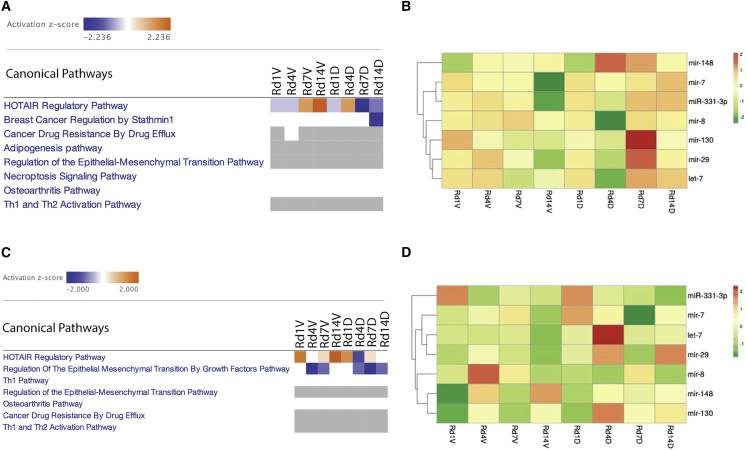 A
Activation z-score
-2.236 2.236
Canonical Pathways
Rd1V Rd4V Rd7V Rd14V Rd1D Rd4D Rd7D Rd14D
HOTAIR Regulatory Pathway
Breast Cancer Regulation by Stathmin1
Cancer Drug Resistance By Drug Efflux
Adipogenesis pathway
Regulation of the Epithelial-Mesenchymal Transition Pathway
Necroptosis Signaling Pathway
Osteoarthritis Pathway
Th1 and Th2 Activation Pathway
B
mir-148
mir-7
miR-331-3p
mir-8
mir-130
mir-29
let-7
2
1
0
-1
-2
Rd1V Rd4V Rd7V Rd14V Rd1D Rd4D Rd7D Rd14D
C
Activation z-score
-2.000 2.000
Canonical Pathways
Rd1V Rd4V Rd7V Rd14V Rd1D Rd4D Rd7D Rd14D
HOTAIR Regulatory Pathway
Regulation Of The Epithelial Mesenchymal Transition By Growth Factors Pathway
Th1 Pathway
Regulation of the Epithelial-Mesenchymal Transition Pathway
Osteoarthritis Pathway
Cancer Drug Resistance By Drug Efflux
Th1 and Th2 Activation Pathway
D
miR-331-3p
mir-7
let-7
mir-29
mir-8
mir-148
mir-130
2
1
0
-1
-2
Rd1V Rd4V Rd7V Rd14V Rd1D Rd4D Rd7D Rd14D